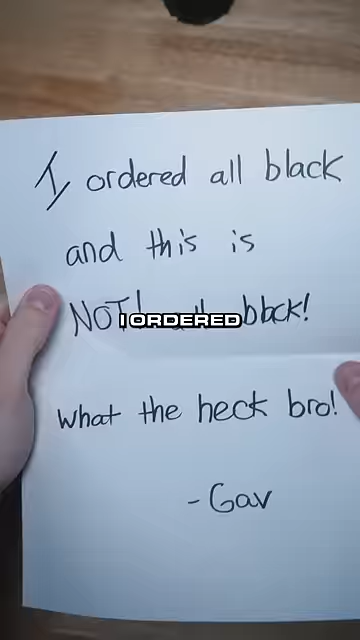 I ordered all black
and this is
NOT! black!
I ORDERED
what the heck bro!
- Gav